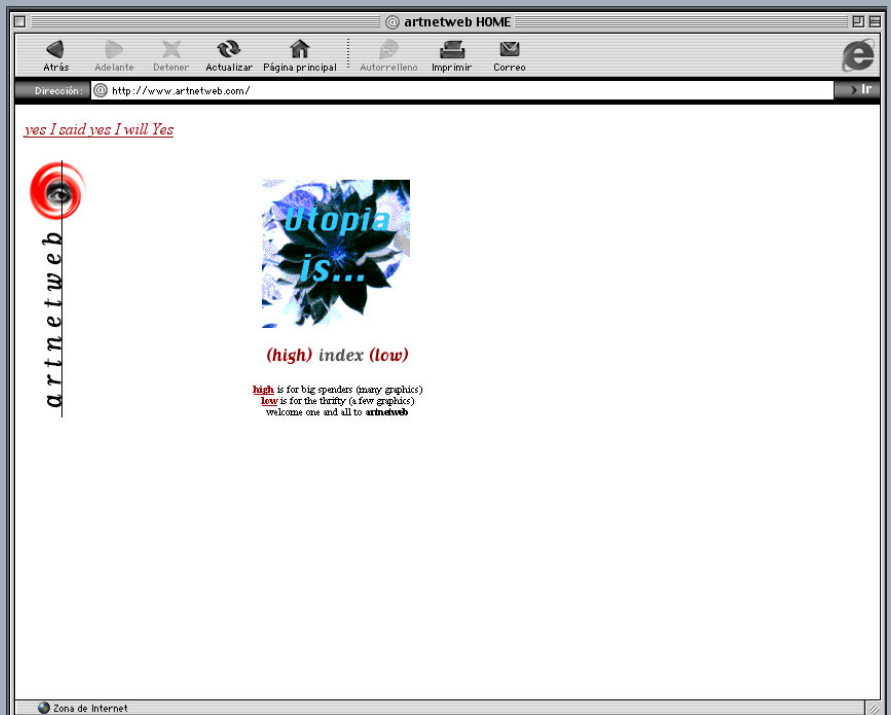 @ artnetweb HOME
Atrás Adelante Detener Actualizar Página principal Autorrelleno Imprimir Correo
Dirección: @ http://www.artnetweb.com/ Ir
yes I said yes I will Yes
artnetweb
Utopia
is...
(high) index (low)
high is for big spenders (many graphics)
low is for the thrifty (a few graphics)
welcome one and all to artnetweb
Zona de Internet